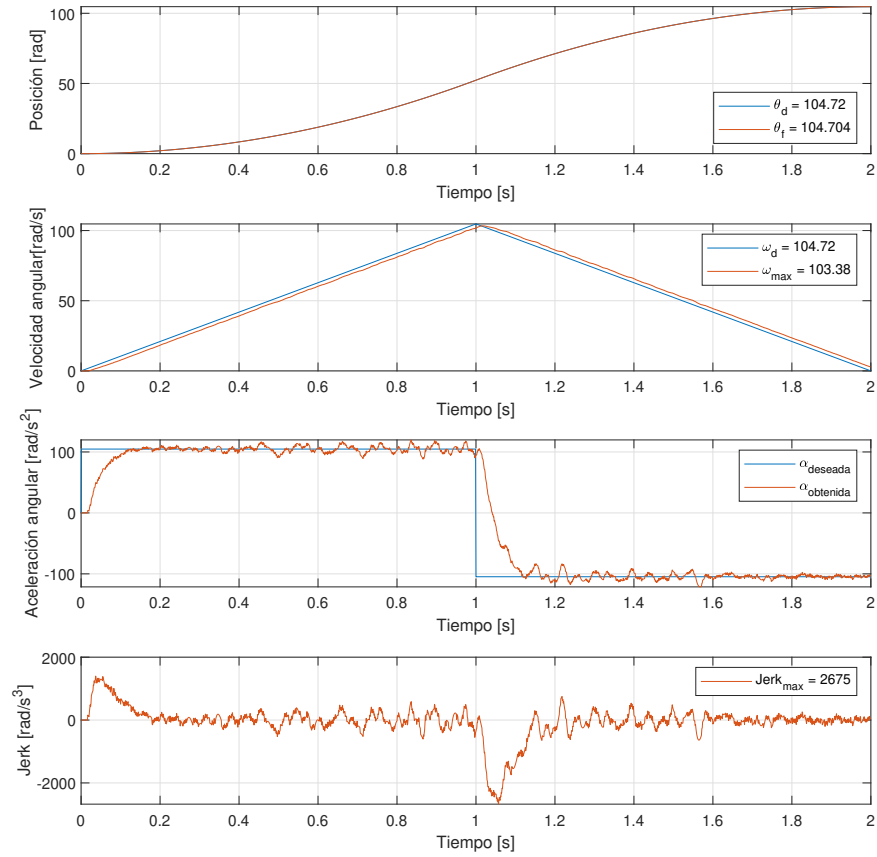 Posición [rad]
100
50
0
θd = 104.72
θf = 104.704
0 0.2 0.4 0.6 0.8 1 1.2 1.4 1.6 1.8 2
Tiempo [s]
Velocidad angular[rad/s]
100
50
0
ωd = 104.72
ωmax = 103.38
0 0.2 0.4 0.6 0.8 1 1.2 1.4 1.6 1.8 2
Tiempo [s]
Aceleración angular [rad/s²]
100
0
-100
αdeseada
αobtenida
0 0.2 0.4 0.6 0.8 1 1.2 1.4 1.6 1.8 2
Tiempo [s]
Jerk [rad/s³]
2000
0
-2000
Jerkmax = 2675
0 0.2 0.4 0.6 0.8 1 1.2 1.4 1.6 1.8 2
Tiempo [s]